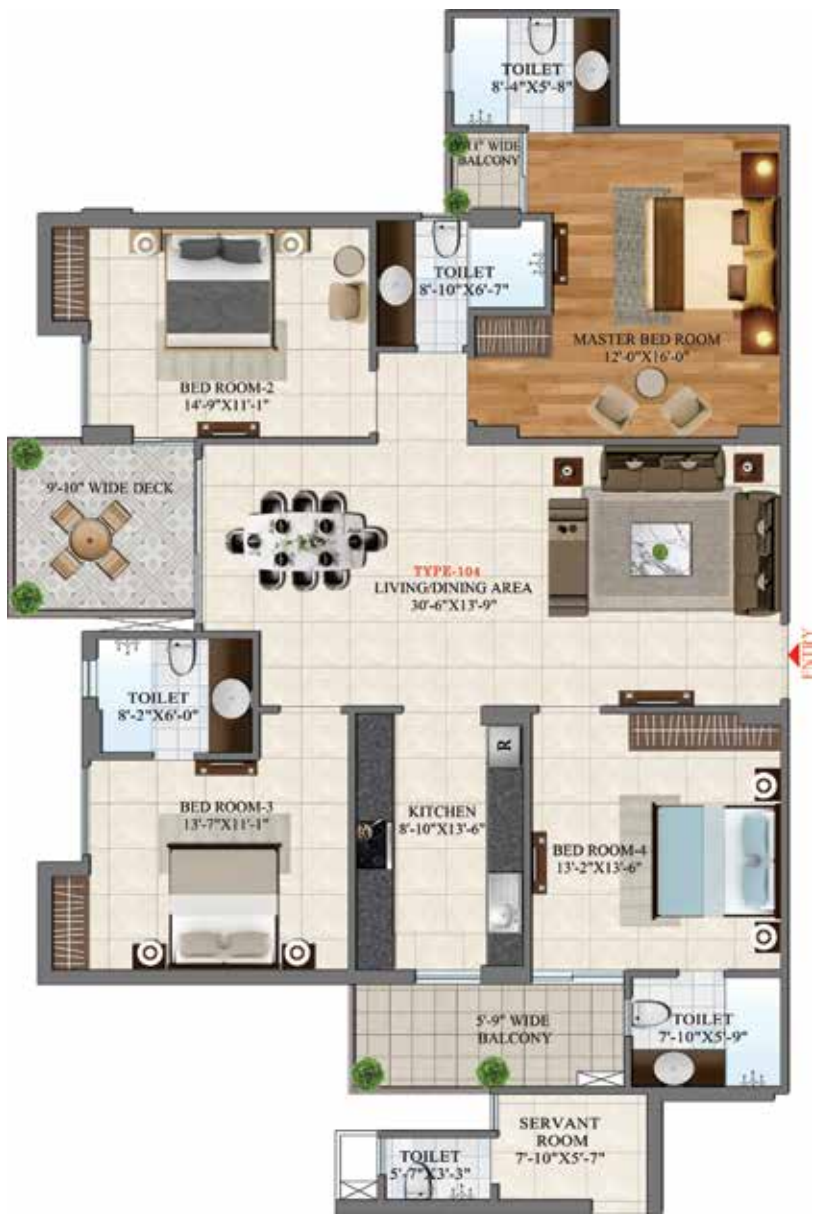 TOILET
8'-4"X5'-8"
WIDE
BALCONY
TOILET
8'-10"X6'-7"
MASTER BED ROOM
12'-0"X16'-0"
BED ROOM-2
14'-9"X11'-1"
9'-10" WIDE DECK
TYPE-104
LIVING/DINING AREA
30'-6"X13'-9"
ENTRY
TOILET
8'-2"X6'-0"
R
BED ROOM-3
13'-7"X11'-1"
KITCHEN
8'-10"X13'-6"
BED ROOM-4
13'-2"X13'-6"
5'-9" WIDE
BALCONY
TOILET
7'-10"X5'-9"
SERVANT
ROOM
7'-10"X5'-7"
TOILET
5'-7"X3'-3"